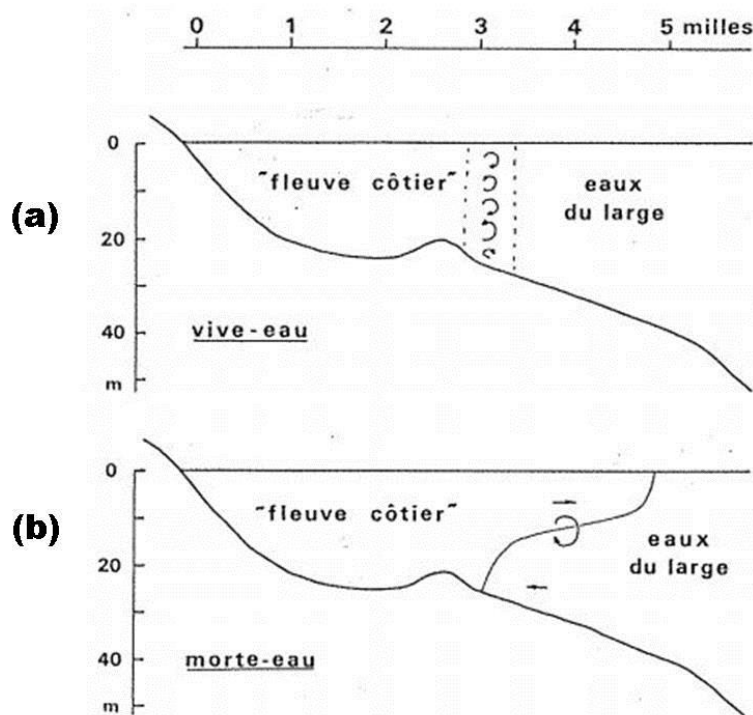 0 1 2 3 4 5 milles
(a)
0
20
40
m
"fleuve côtier"
eaux
du large
vive-eau
(b)
0
20
40
m
"fleuve côtier"
eaux
du large
morte-eau